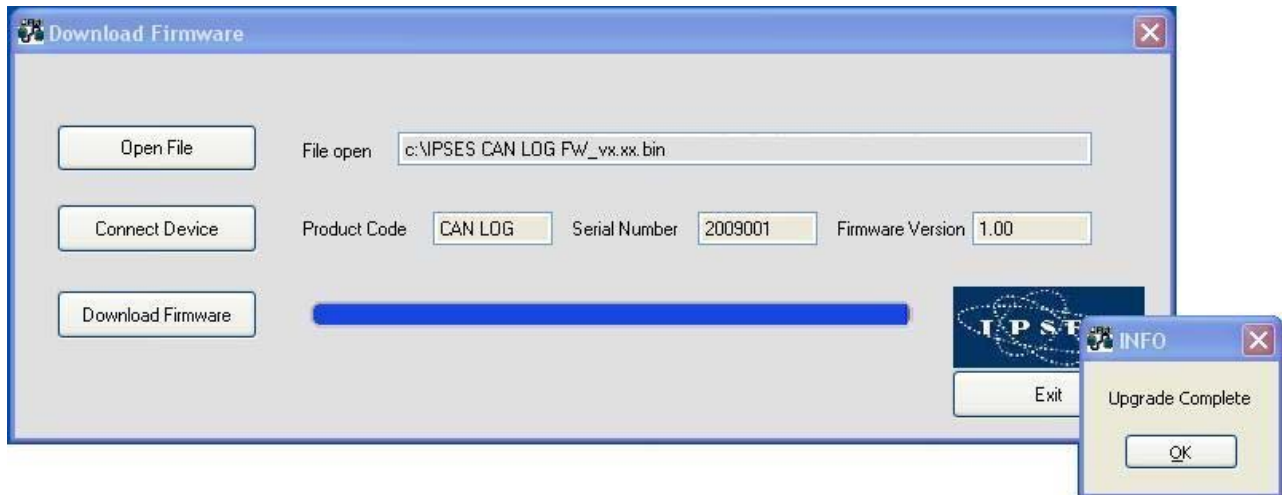 Download Firmware
Open File
File open
c:\IPSES CAN LOG FW_vx.xx.bin
Connect Device
Product Code
CAN LOG
Serial Number
2009001
Firmware Version
1.00
Download Firmware
Exit
INFO
Upgrade Complete
OK